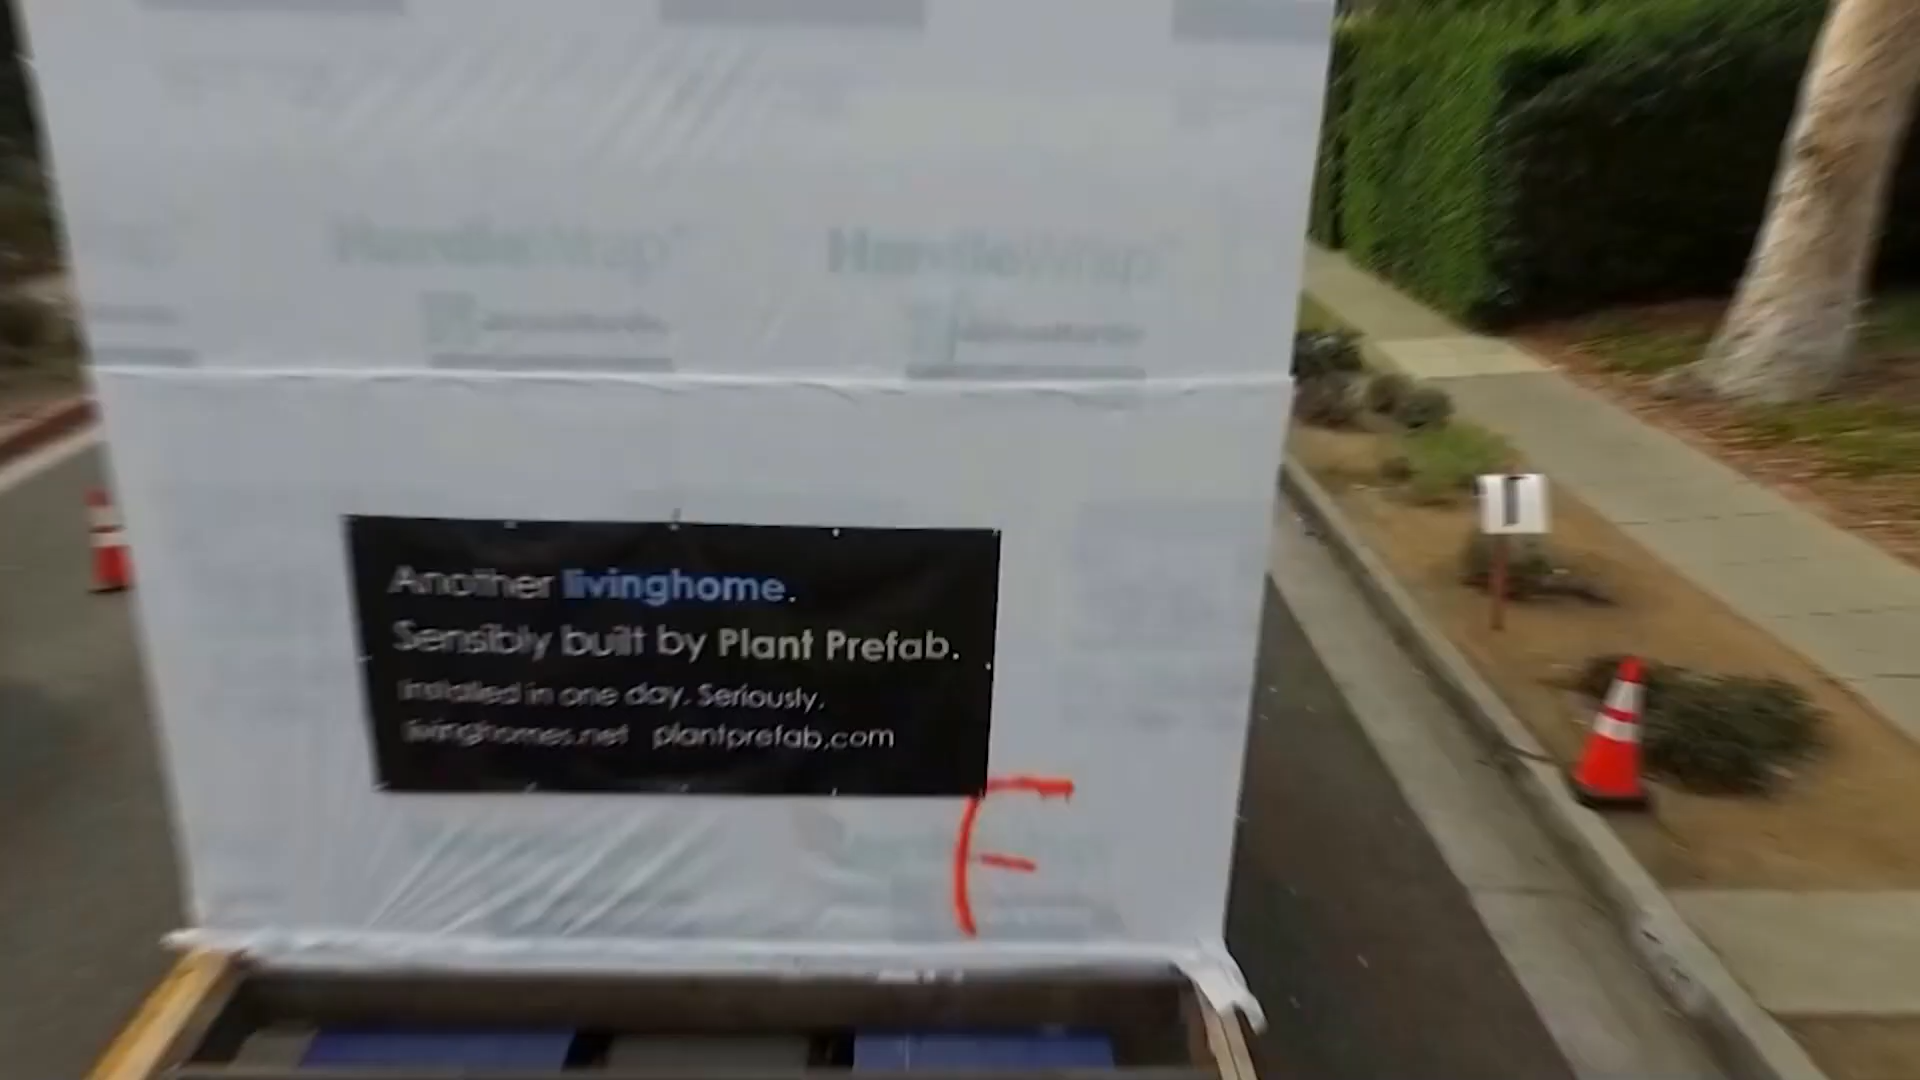 HardieWrap HardieWrap
Another livinghome.
Sensibly built by Plant Prefab.
Installed in one day. Seriously.
livinghomes.net plantprefab.com
F